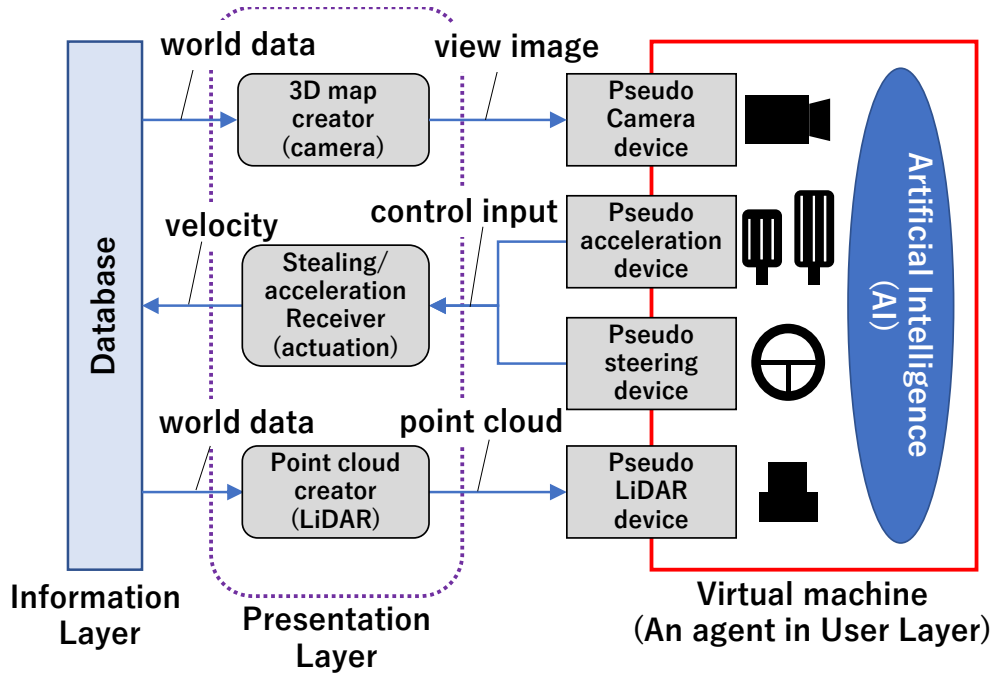 world data
view image
3D map
creator
(camera)
Pseudo
Camera
device
velocity
control input
Stealing/
acceleration
Receiver
(actuation)
Pseudo
acceleration
device
Pseudo
steering
device
Database
Artificial Intelligence
(AI)
world data
point cloud
Point cloud
creator
(LiDAR)
Pseudo
LiDAR
device
Information
Layer
Presentation
Layer
Virtual machine
(An agent in User Layer)